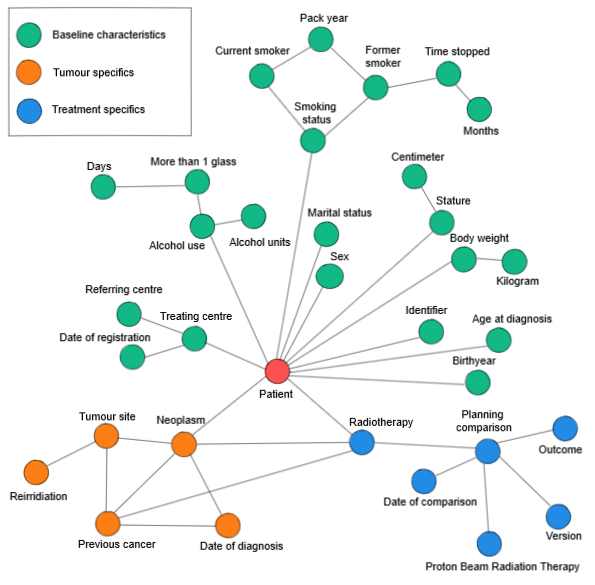 Baseline characteristics
Tumour specifics
Treatment specifics
Pack year
Current smoker
Former
smoker
Time stopped
Smoking
status
Months
Days
More than 1 glass
Centimeter
Stature
Alcohol use
Alcohol units
Marital status
Sex
Body weight
Kilogram
Referring centre
Treating centre
Date of registration
Identifier
Age at diagnosis
Birthyear
Patient
Tumour site
Neoplasm
Radiotherapy
Planning
comparison
Outcome
Reirridiation
Date of comparison
Version
Previous cancer
Date of diagnosis
Proton Beam Radiation Therapy